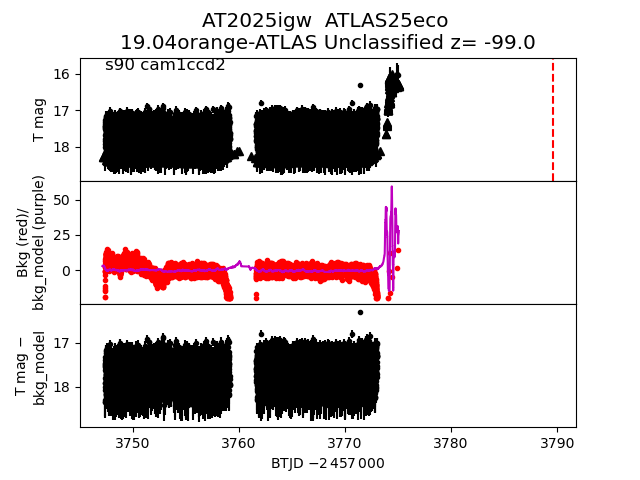 AT2025igw  ATLAS25eco
19.04orange-ATLAS Unclassified z= -99.0
s90 cam1ccd2
16
17
18
T mag
50
25
0
Bkg (red)/
bkg_model (purple)
17
18
T mag −
bkg_model
3750
3760
3770
3780
3790
BTJD −2 457 000